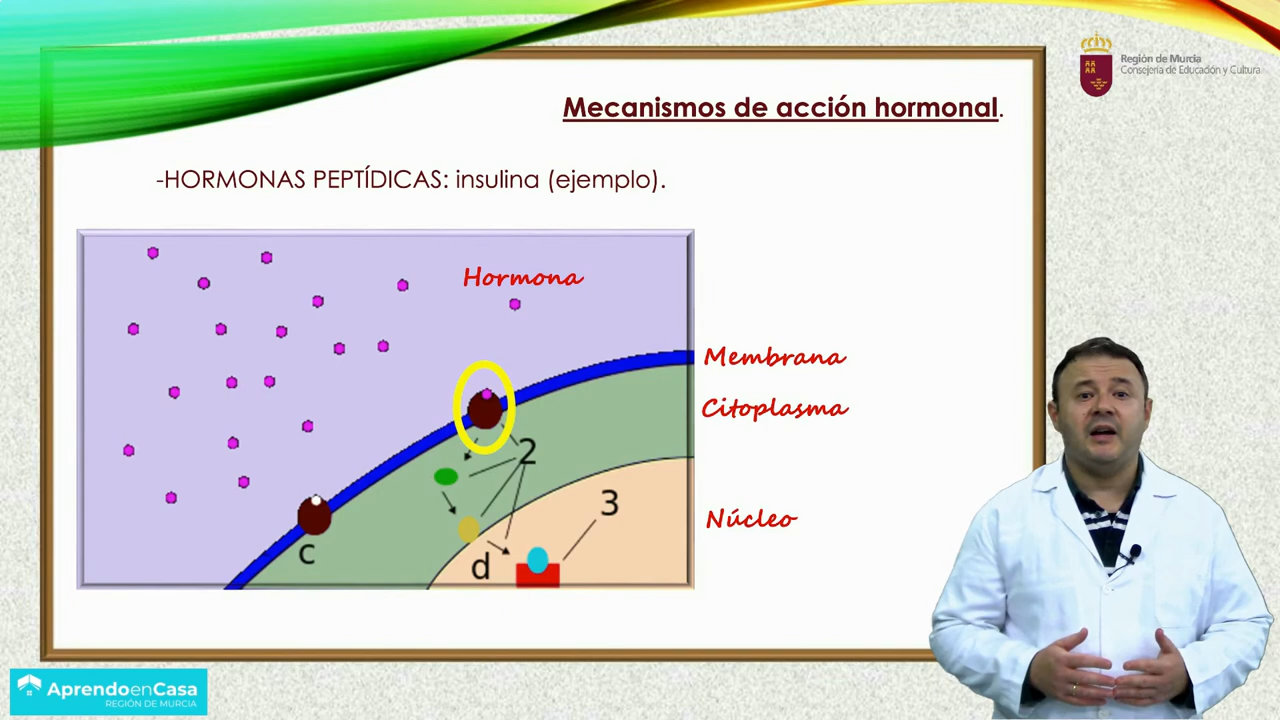 Región de Murcia
Consejería de Educación y Cultura
Mecanismos de acción hormonal.
-HORMONAS PEPTÍDICAS: insulina (ejemplo).
Hormona
Membrana
Citoplasma
2
3
Núcleo
c
d
AprendoenCasa
REGIÓN DE MURCIA